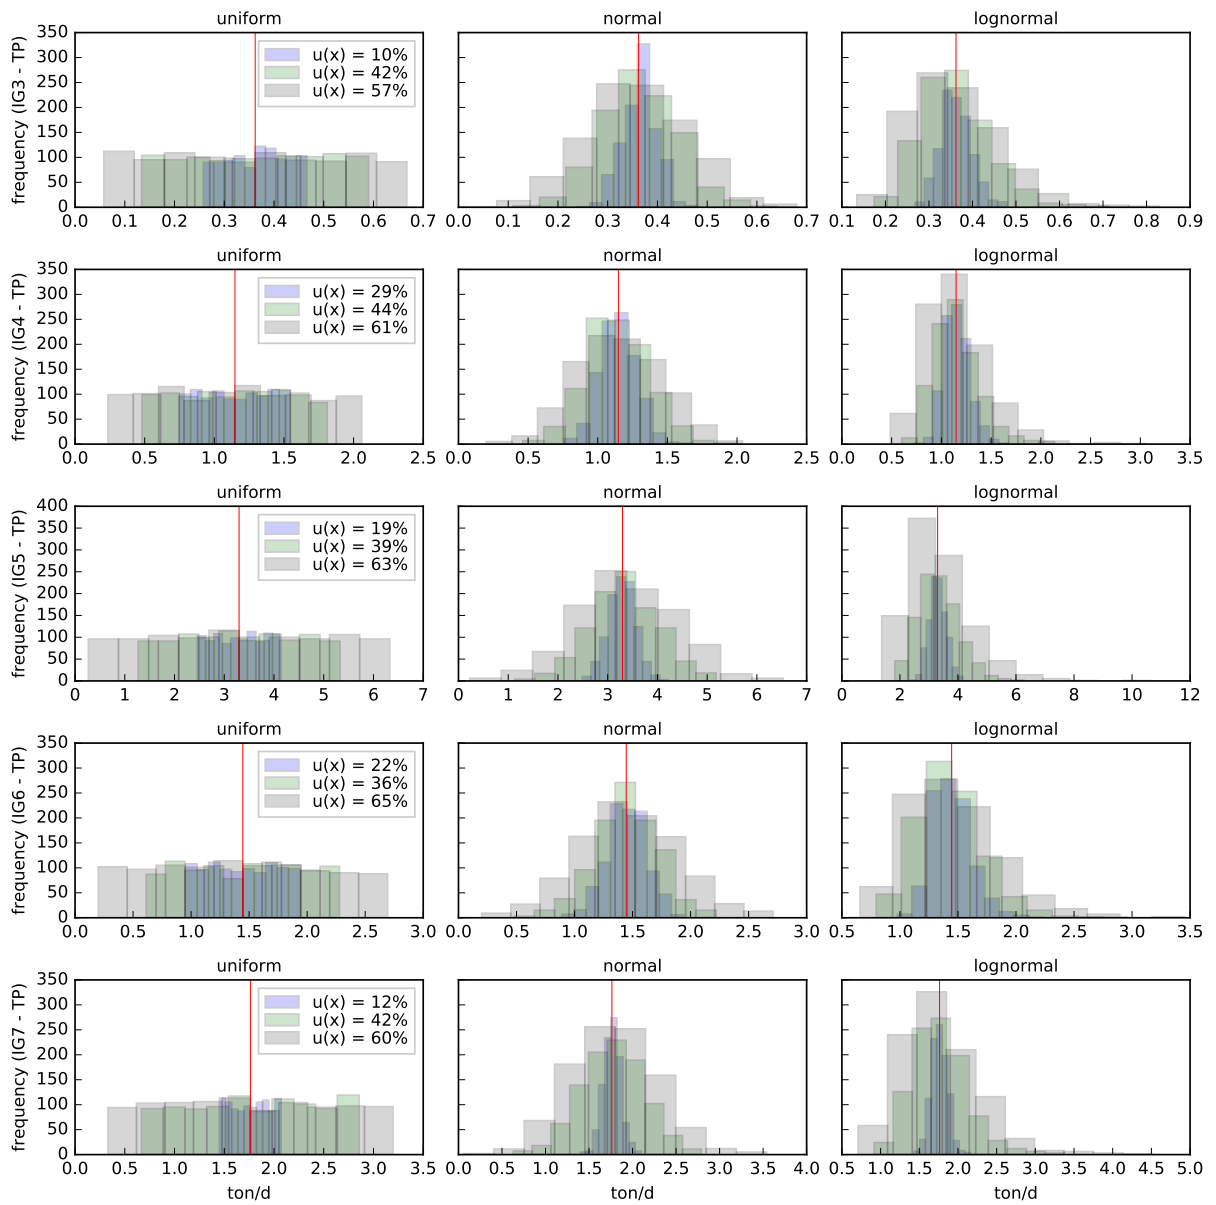 uniform normal lognormal
frequency (IG3 - TP)
350
300
250
200
150
100
50
0
u(x) = 10%
u(x) = 42%
u(x) = 57%
0.0 0.1 0.2 0.3 0.4 0.5 0.6 0.7 0.0 0.1 0.2 0.3 0.4 0.5 0.6 0.7 0.1 0.2 0.3 0.4 0.5 0.6 0.7 0.8 0.9
uniform normal lognormal
frequency (IG4 - TP)
350
300
250
200
150
100
50
0
u(x) = 29%
u(x) = 44%
u(x) = 61%
0.0 0.5 1.0 1.5 2.0 2.5 0.0 0.5 1.0 1.5 2.0 2.5 0.0 0.5 1.0 1.5 2.0 2.5 3.0 3.5
uniform normal lognormal
frequency (IG5 - TP)
400
350
300
250
200
150
100
50
0
u(x) = 19%
u(x) = 39%
u(x) = 63%
0 1 2 3 4 5 6 7 0 1 2 3 4 5 6 7 0 2 4 6 8 10 12
uniform normal lognormal
frequency (IG6 - TP)
350
300
250
200
150
100
50
0
u(x) = 22%
u(x) = 36%
u(x) = 65%
0.0 0.5 1.0 1.5 2.0 2.5 3.0 0.0 0.5 1.0 1.5 2.0 2.5 3.0 0.5 1.0 1.5 2.0 2.5 3.0 3.5
uniform normal lognormal
frequency (IG7 - TP)
350
300
250
200
150
100
50
0
u(x) = 12%
u(x) = 42%
u(x) = 60%
0.0 0.5 1.0 1.5 2.0 2.5 3.0 3.5 0.0 0.5 1.0 1.5 2.0 2.5 3.0 3.5 4.0 0.5 1.0 1.5 2.0 2.5 3.0 3.5 4.0 4.5 5.0
ton/d ton/d ton/d